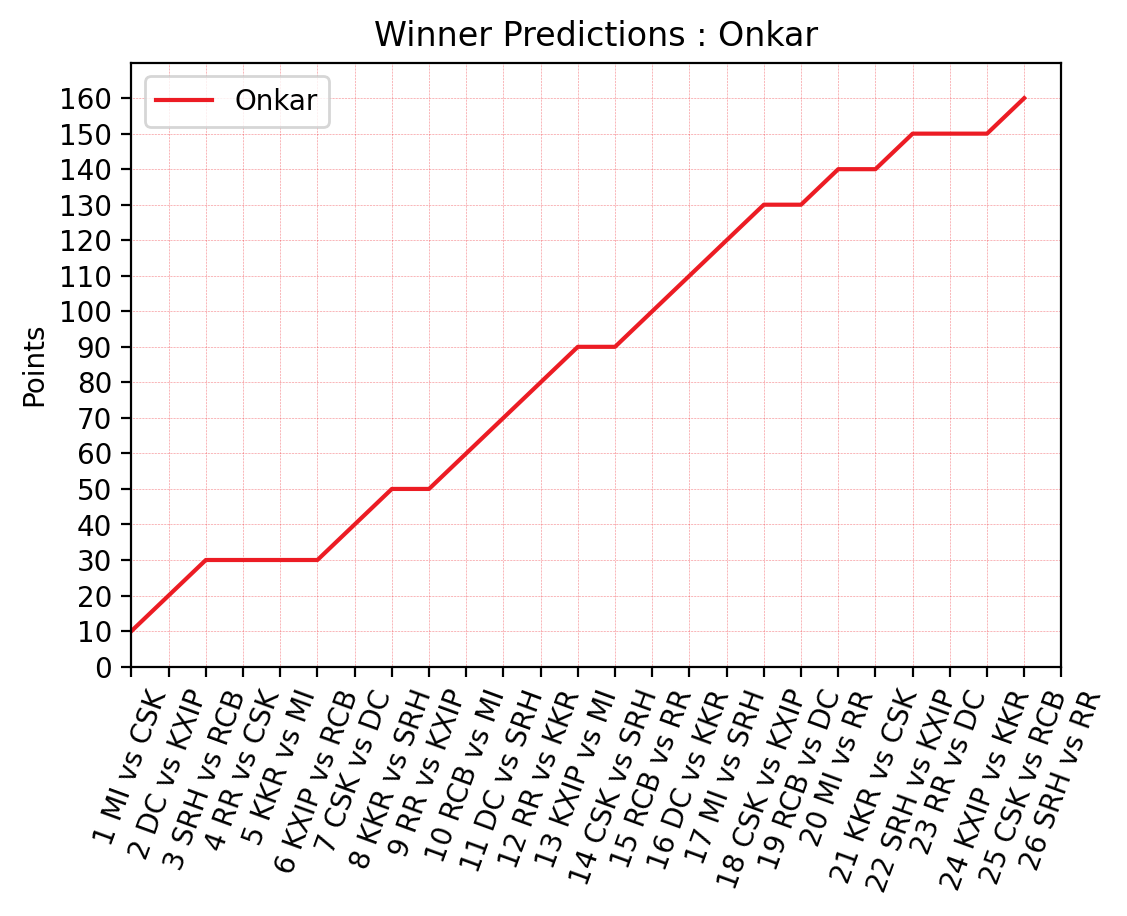 Winner Predictions : Onkar
Onkar
Points
160
150
140
130
120
110
100
90
80
70
60
50
40
30
20
10
0
1 MI vs CSK
2 DC vs KXIP
3 SRH vs RCB
4 RR vs CSK
5 KKR vs MI
6 KXIP vs RCB
7 CSK vs DC
8 KKR vs SRH
9 RR vs KXIP
10 RCB vs MI
11 DC vs SRH
12 RR vs KKR
13 KXIP vs MI
14 CSK vs SRH
15 RCB vs RR
16 DC vs KKR
17 MI vs SRH
18 CSK vs KXIP
19 RCB vs DC
20 MI vs RR
21 KKR vs CSK
22 SRH vs KXIP
23 RR vs DC
24 KXIP vs KKR
25 CSK vs RCB
26 SRH vs RR